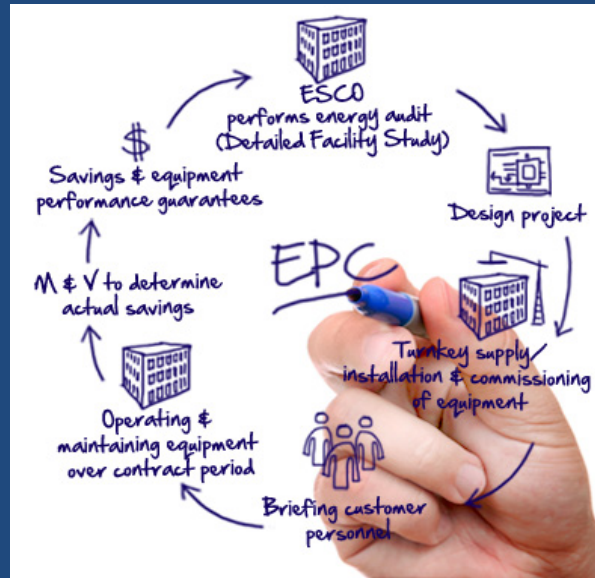 ESCO
performs energy audit
(Detailed Facility Study)
Design project
Turnkey supply/
installation & commissioning
of equipment
Briefing customer
personnel
Operating &
maintaining equipment
over contract period
M & V to determine
actual savings
$
Savings & equipment
performance guarantees
EPC